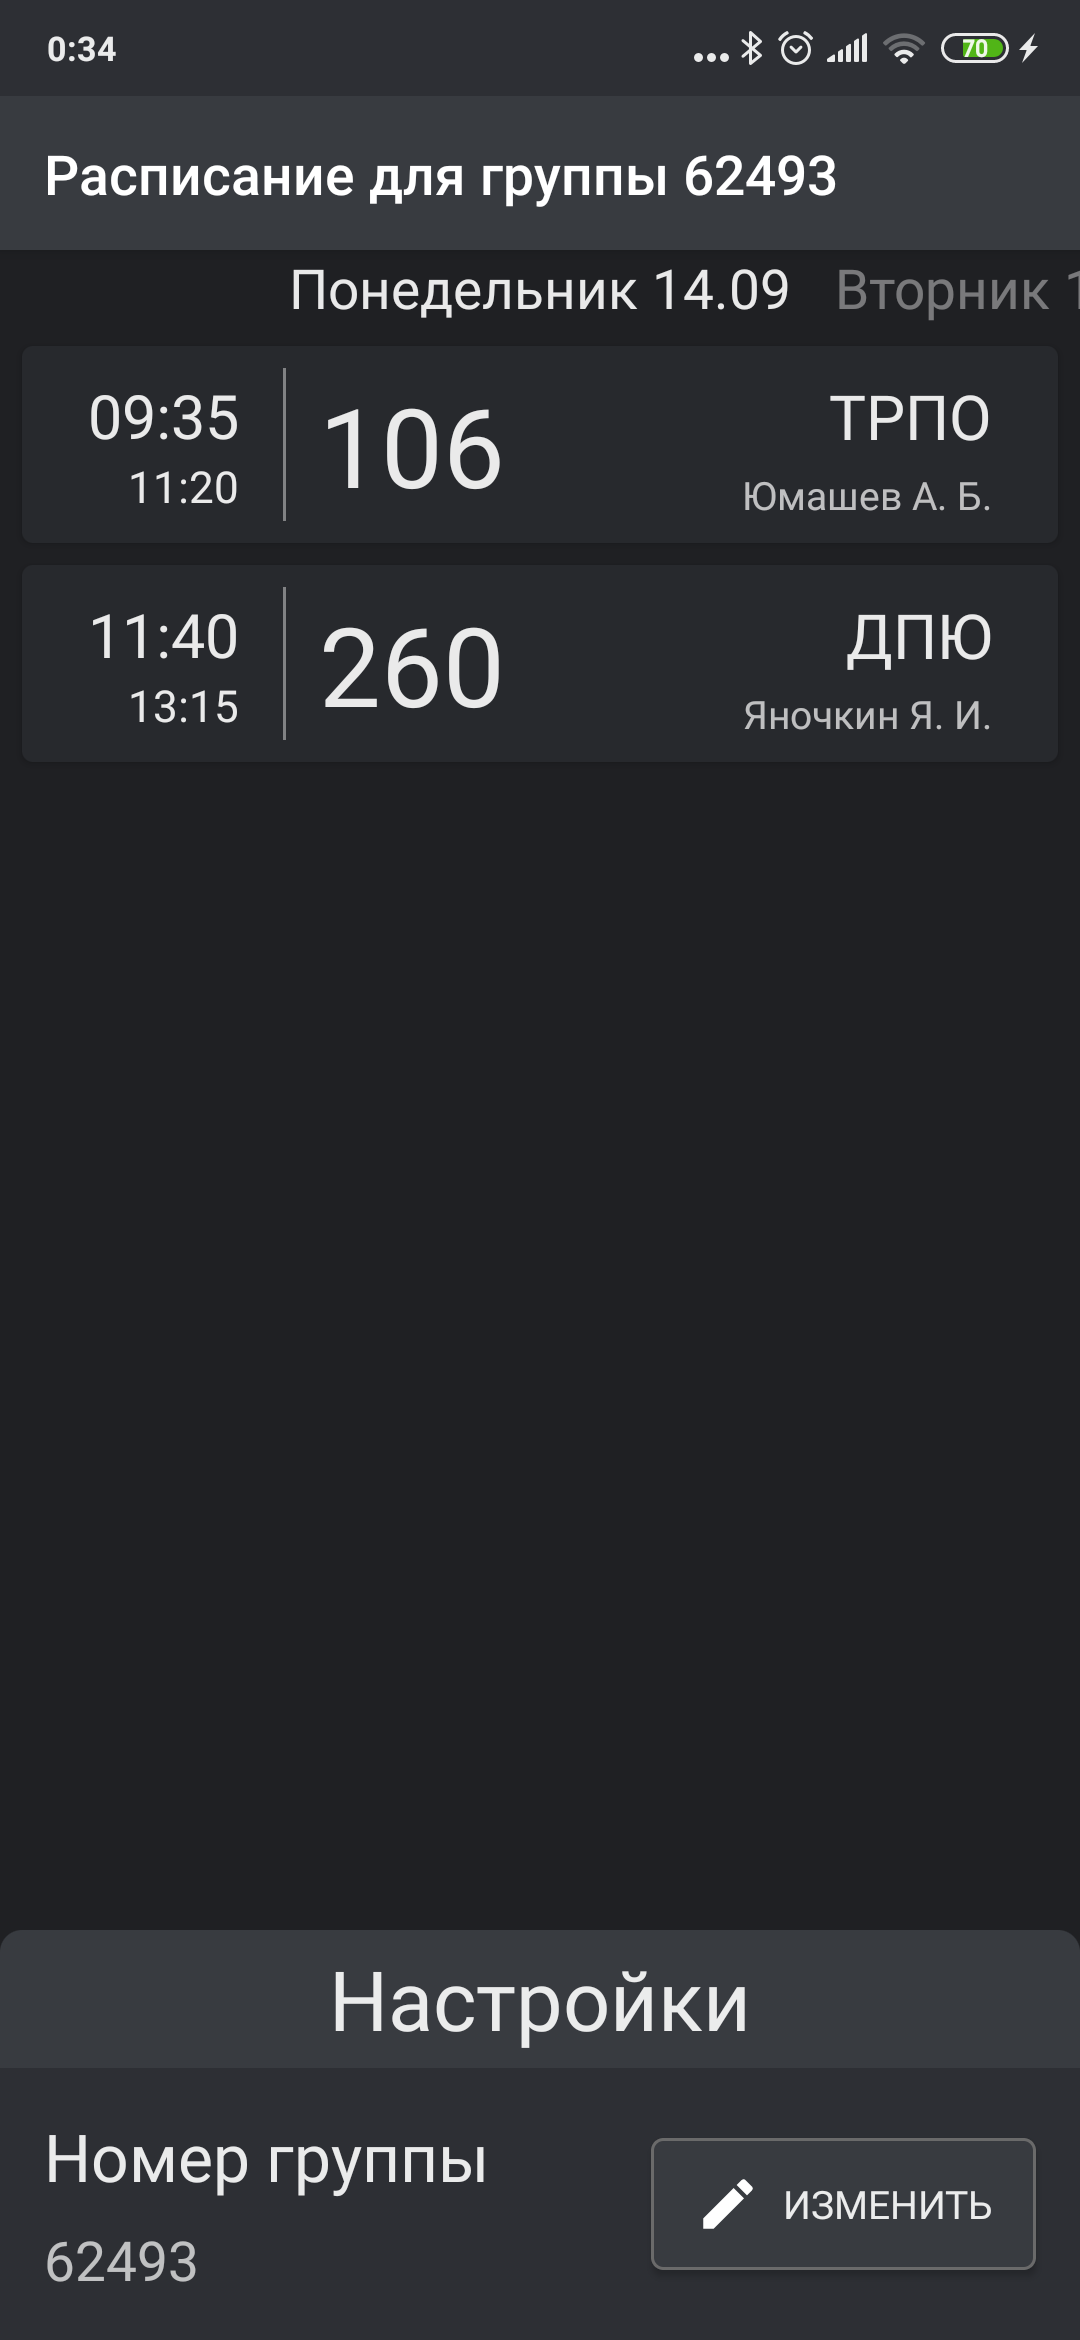 0:34
70
Расписание для группы 62493
Понедельник 14.09 Вторник 1
09:35 106 ТРПО
11:20 Юмашев А. Б.
11:40 260 ДПЮ
13:15 Яночкин Я. И.
Настройки
Номер группы
62493
ИЗМЕНИТЬ